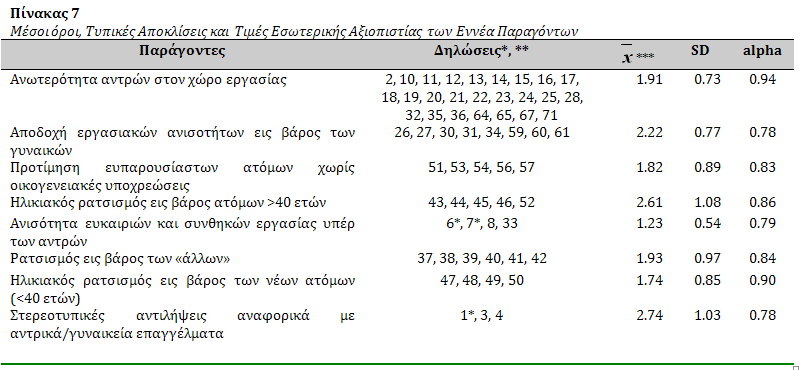 Πίνακας 7
Μέσοι όροι, Τυπικές Αποκλίσεις και Τιμές Εσωτερικής Αξιοπιστίας των Εννέα Παραγόντων
Παράγοντες Δηλώσεις*, ** x̅ *** SD alpha
Ανωτερότητα αντρών στον χώρο εργασίας 2, 10, 11, 12, 13, 14, 15, 16, 17, 1.91 0.73 0.94
18, 19, 20, 21, 22, 23, 24, 25, 28,
32, 35, 36, 64, 65, 67, 71
Αποδοχή εργασιακών ανισοτήτων εις βάρος των 26, 27, 30, 31, 34, 59, 60, 61 2.22 0.77 0.78
γυναικών
Προτίμηση ευπαρουσίαστων ατόμων χωρίς 51, 53, 54, 56, 57 1.82 0.89 0.83
οικογενειακές υποχρεώσεις
Ηλικιακός ρατσισμός εις βάρος ατόμων >40 ετών 43, 44, 45, 46, 52 2.61 1.08 0.86
Ανισότητα ευκαιριών και συνθηκών εργασίας υπέρ 6*, 7*, 8, 33 1.23 0.54 0.79
των αντρών
Ρατσισμός εις βάρος των «άλλων» 37, 38, 39, 40, 41, 42 1.93 0.97 0.84
Ηλικιακός ρατσισμός εις βάρος των νέων ατόμων 47, 48, 49, 50 1.74 0.85 0.90
(<40 ετών)
Στερεοτυπικές αντιλήψεις αναφορικά με 1*, 3, 4 2.74 1.03 0.78
αντρικά/γυναικεία επαγγέλματα